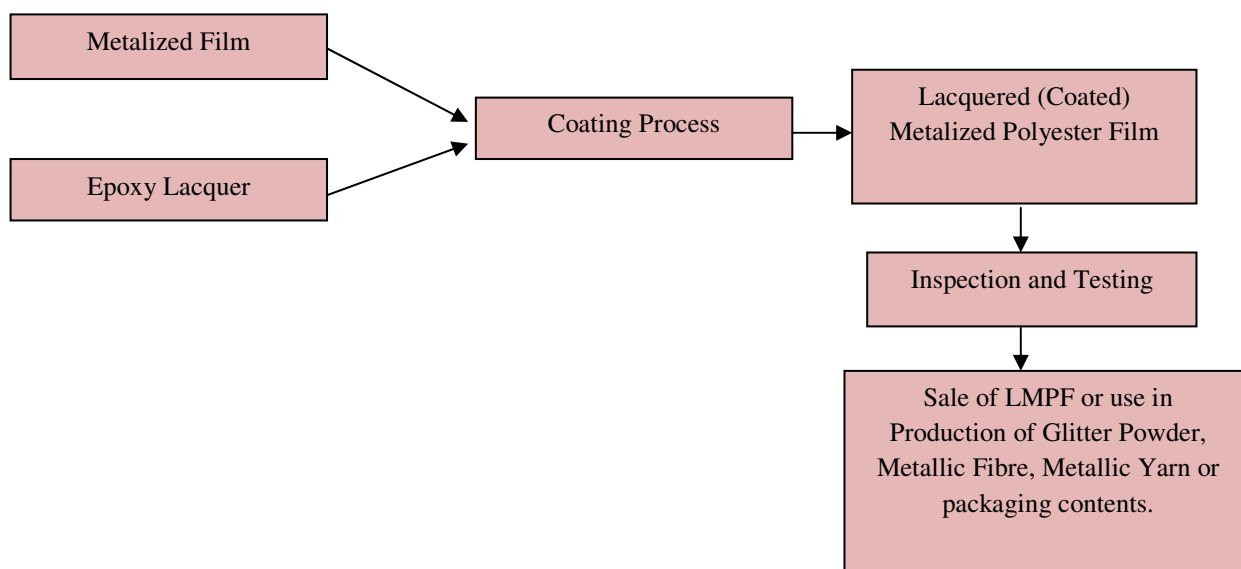 Metalized Film
Epoxy Lacquer
Coating Process
Lacquered (Coated)
Metalized Polyester Film
Inspection and Testing
Sale of LMPF or use in
Production of Glitter Powder,
Metallic Fibre, Metallic Yarn or
packaging contents.